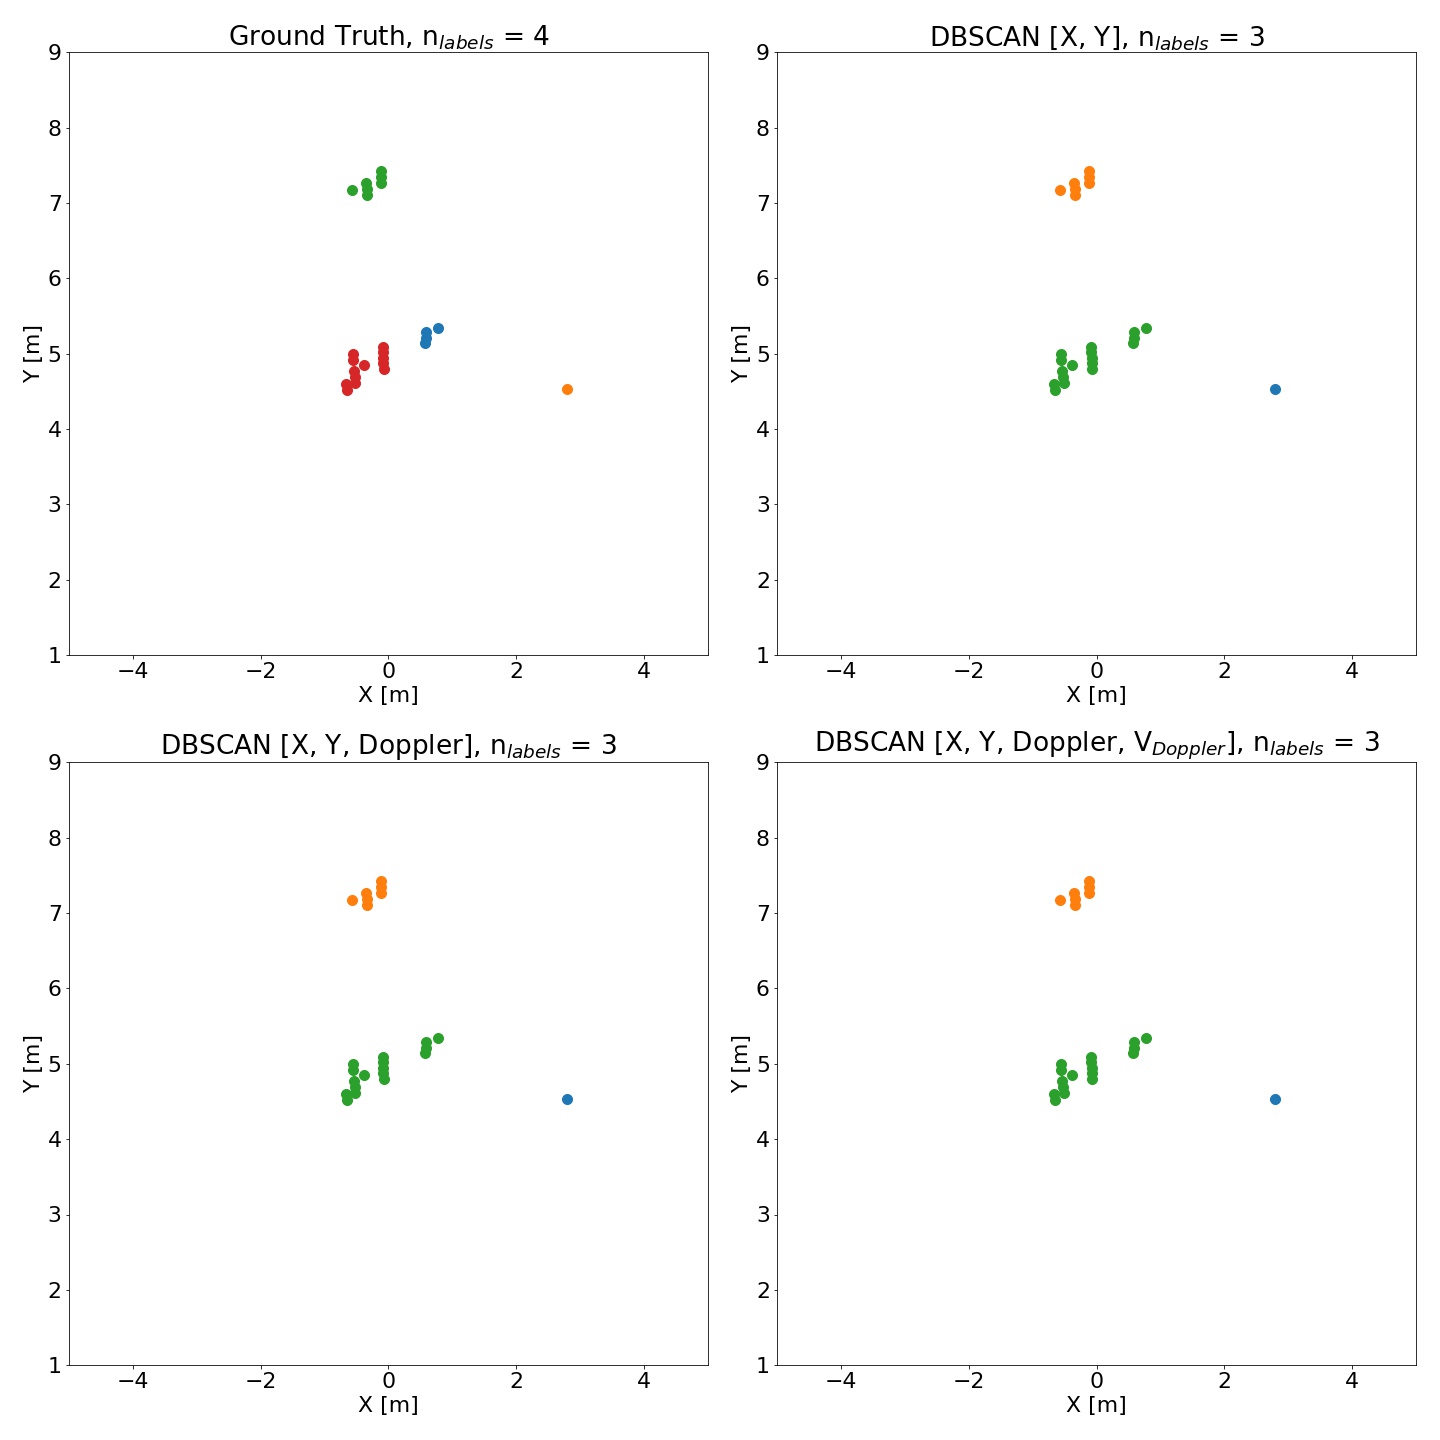 Ground Truth, n_labels = 4
9
8
7
6
5
4
3
2
1
Y [m]
−4 −2 0 2 4
X [m]
DBSCAN [X, Y], n_labels = 3
9
8
7
6
5
4
3
2
1
Y [m]
−4 −2 0 2 4
X [m]
DBSCAN [X, Y, Doppler], n_labels = 3
9
8
7
6
5
4
3
2
1
Y [m]
−4 −2 0 2 4
X [m]
DBSCAN [X, Y, Doppler, V_Doppler], n_labels = 3
9
8
7
6
5
4
3
2
1
Y [m]
−4 −2 0 2 4
X [m]